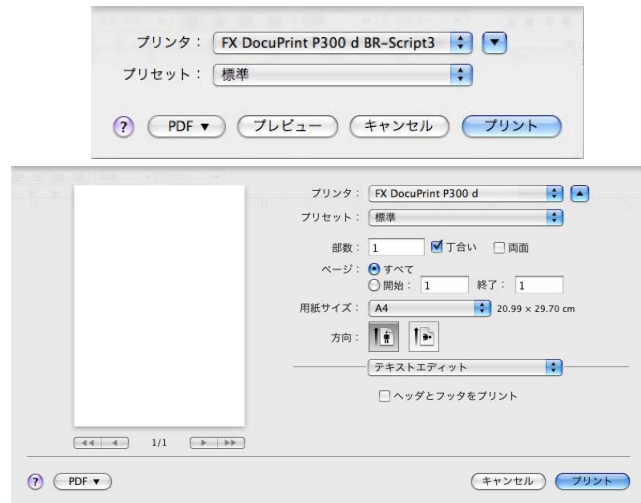 プリンタ： FX DocuPrint P300 d BR-Script3
プリセット： 標準
? PDF ▼ プレビュー キャンセル プリント
プリンタ： FX DocuPrint P300 d
プリセット： 標準
部数： 1 丁合い 両面
ページ： すべて
開始： 1 終了： 1
用紙サイズ： A4 20.99 × 29.70 cm
方向：
テキストエディット
ヘッダとフッタをプリント
1/1
? PDF ▼ キャンセル プリント